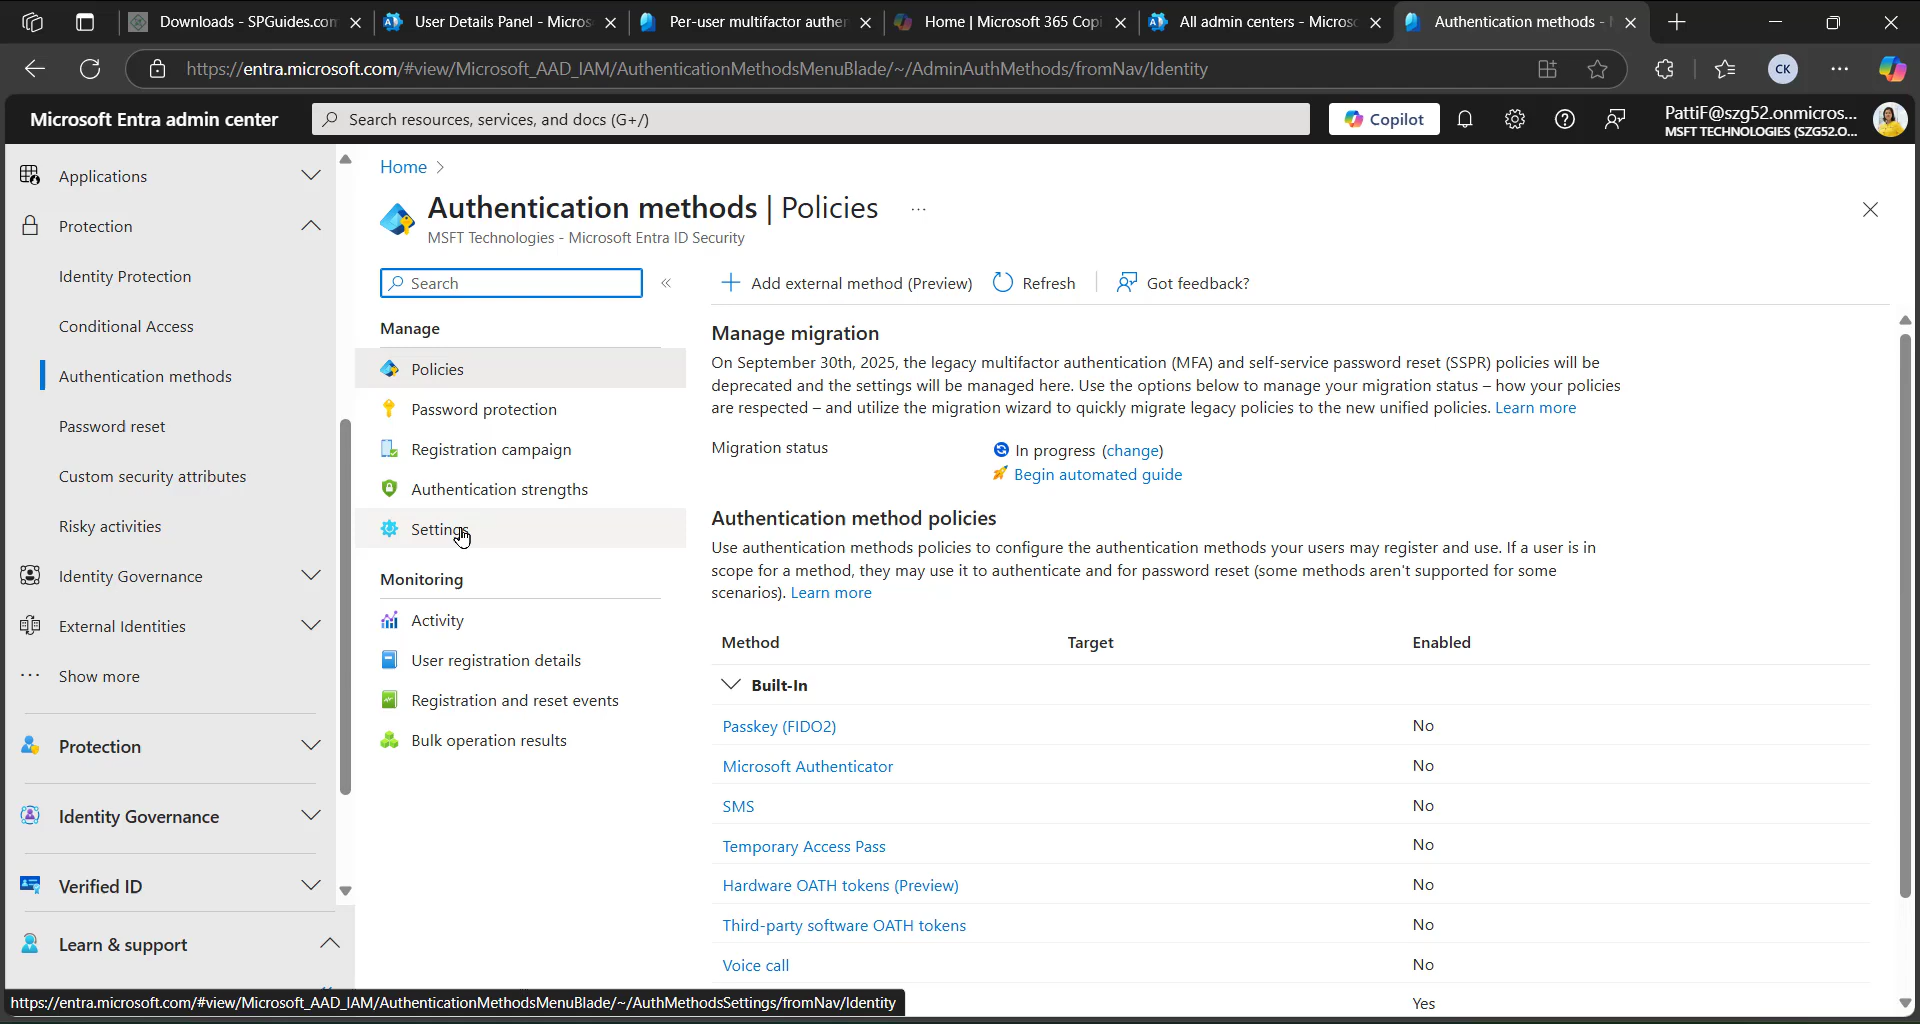 Downloads - SPGuides.com
User Details Panel - Micros
Per-user multifactor auther
Home | Microsoft 365 Copi
All admin centers - Micros
Authentication methods -
https://entra.microsoft.com/#view/Microsoft_AAD_IAM/AuthenticationMethodsMenuBlade/~/AdminAuthMethods/fromNav/Identity
CK
Microsoft Entra admin center
Search resources, services, and docs (G+/)
Copilot
PattiF@szg52.onmicros...
MSFT TECHNOLOGIES (SZG52.O...
Applications
Protection
Identity Protection
Conditional Access
Authentication methods
Password reset
Custom security attributes
Risky activities
Identity Governance
External Identities
Show more
Protection
Identity Governance
Verified ID
Learn & support
Home
Authentication methods | Policies
MSFT Technologies - Microsoft Entra ID Security
Search
Manage
Policies
Password protection
Registration campaign
Authentication strengths
Settings
Monitoring
Activity
User registration details
Registration and reset events
Bulk operation results
Add external method (Preview)
Refresh
Got feedback?
Manage migration
On September 30th, 2025, the legacy multifactor authentication (MFA) and self-service password reset (SSPR) policies will be
deprecated and the settings will be managed here. Use the options below to manage your migration status – how your policies
are respected – and utilize the migration wizard to quickly migrate legacy policies to the new unified policies. Learn more
Migration status
In progress (change)
Begin automated guide
Authentication method policies
Use authentication methods policies to configure the authentication methods your users may register and use. If a user is in
scope for a method, they may use it to authenticate and for password reset (some methods aren't supported for some
scenarios). Learn more
Method Target Enabled
Built-In
Passkey (FIDO2) No
Microsoft Authenticator No
SMS No
Temporary Access Pass No
Hardware OATH tokens (Preview) No
Third-party software OATH tokens No
Voice call No
Yes
https://entra.microsoft.com/#view/Microsoft_AAD_IAM/AuthenticationMethodsMenuBlade/~/AuthMethodsSettings/fromNav/Identity